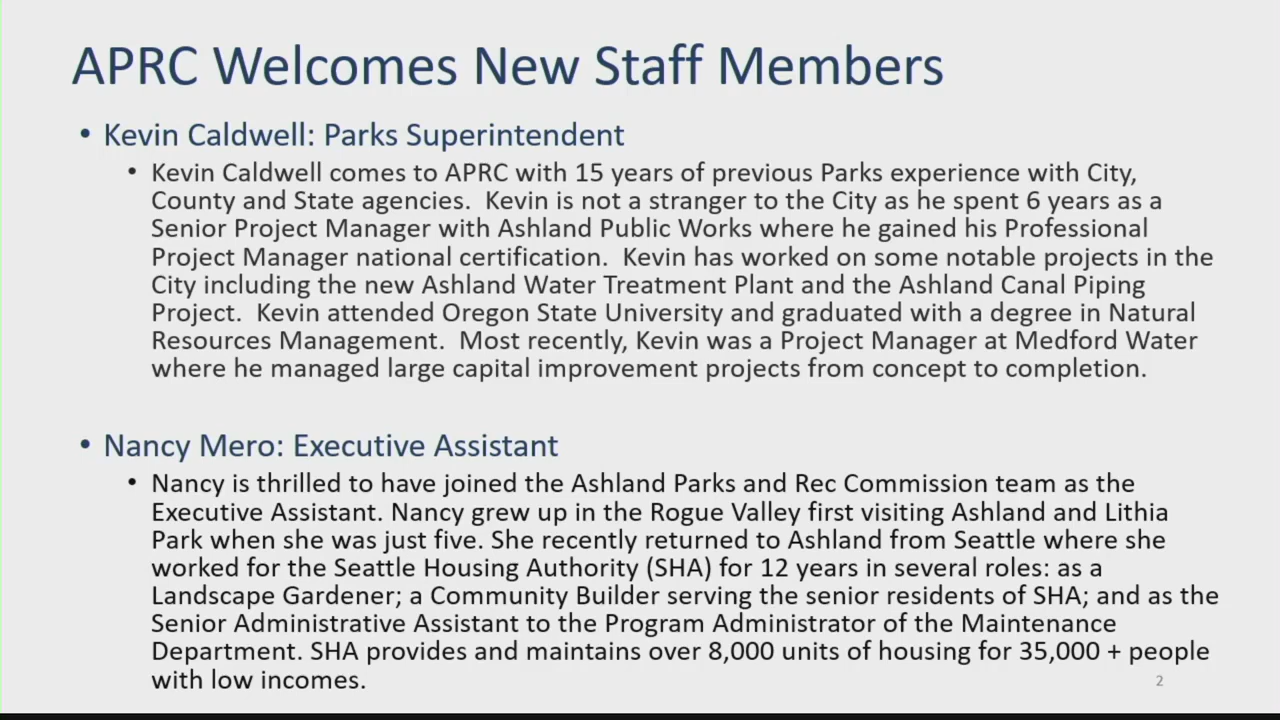 APRC Welcomes New Staff Members
• Kevin Caldwell: Parks Superintendent
• Kevin Caldwell comes to APRC with 15 years of previous Parks experience with City,
County and State agencies.  Kevin is not a stranger to the City as he spent 6 years as a
Senior Project Manager with Ashland Public Works where he gained his Professional
Project Manager national certification.  Kevin has worked on some notable projects in the
City including the new Ashland Water Treatment Plant and the Ashland Canal Piping
Project.  Kevin attended Oregon State University and graduated with a degree in Natural
Resources Management.  Most recently, Kevin was a Project Manager at Medford Water
where he managed large capital improvement projects from concept to completion.
• Nancy Mero: Executive Assistant
• Nancy is thrilled to have joined the Ashland Parks and Rec Commission team as the
Executive Assistant. Nancy grew up in the Rogue Valley first visiting Ashland and Lithia
Park when she was just five. She recently returned to Ashland from Seattle where she
worked for the Seattle Housing Authority (SHA) for 12 years in several roles: as a
Landscape Gardener; a Community Builder serving the senior residents of SHA; and as the
Senior Administrative Assistant to the Program Administrator of the Maintenance
Department. SHA provides and maintains over 8,000 units of housing for 35,000 + people
with low incomes.
2